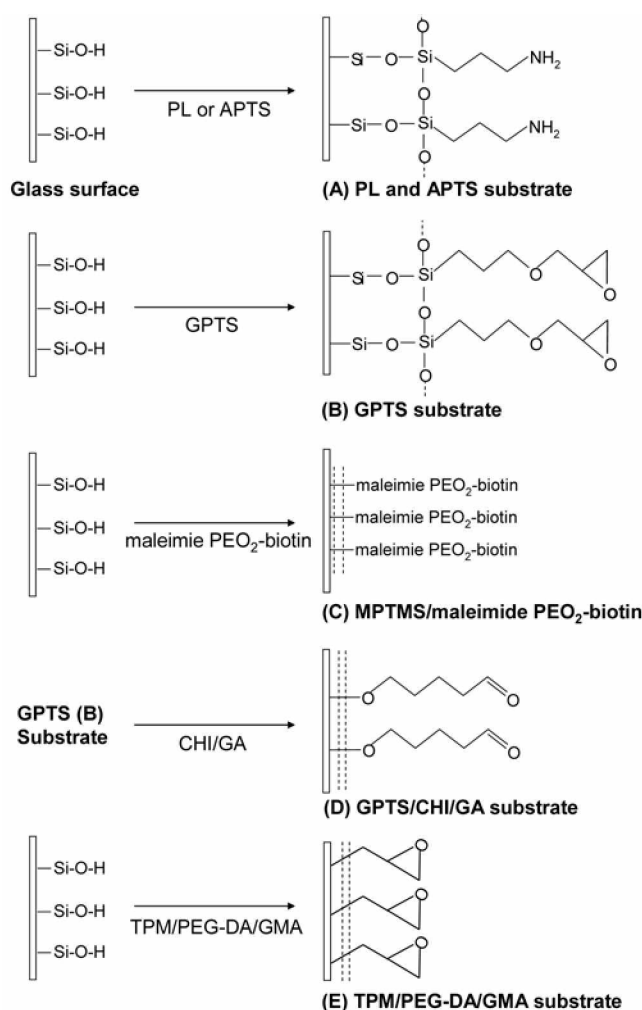 Si-O-H
Si-O-H
Si-O-H
PL or APTS
Glass surface
O
Si O Si NH2
O
Si O Si NH2
O
(A) PL and APTS substrate
Si-O-H
Si-O-H
Si-O-H
GPTS
O
Si O Si O O
O
Si O Si O O
O
(B) GPTS substrate
Si-O-H
Si-O-H
Si-O-H
maleimie PEO2-biotin
maleimie PEO2-biotin
maleimie PEO2-biotin
maleimie PEO2-biotin
(C) MPTMS/maleimide PEO2-biotin
GPTS (B)
Substrate
CHI/GA
O O
O O
(D) GPTS/CHI/GA substrate
Si-O-H
Si-O-H
Si-O-H
TPM/PEG-DA/GMA
O
O
O
(E) TPM/PEG-DA/GMA substrate